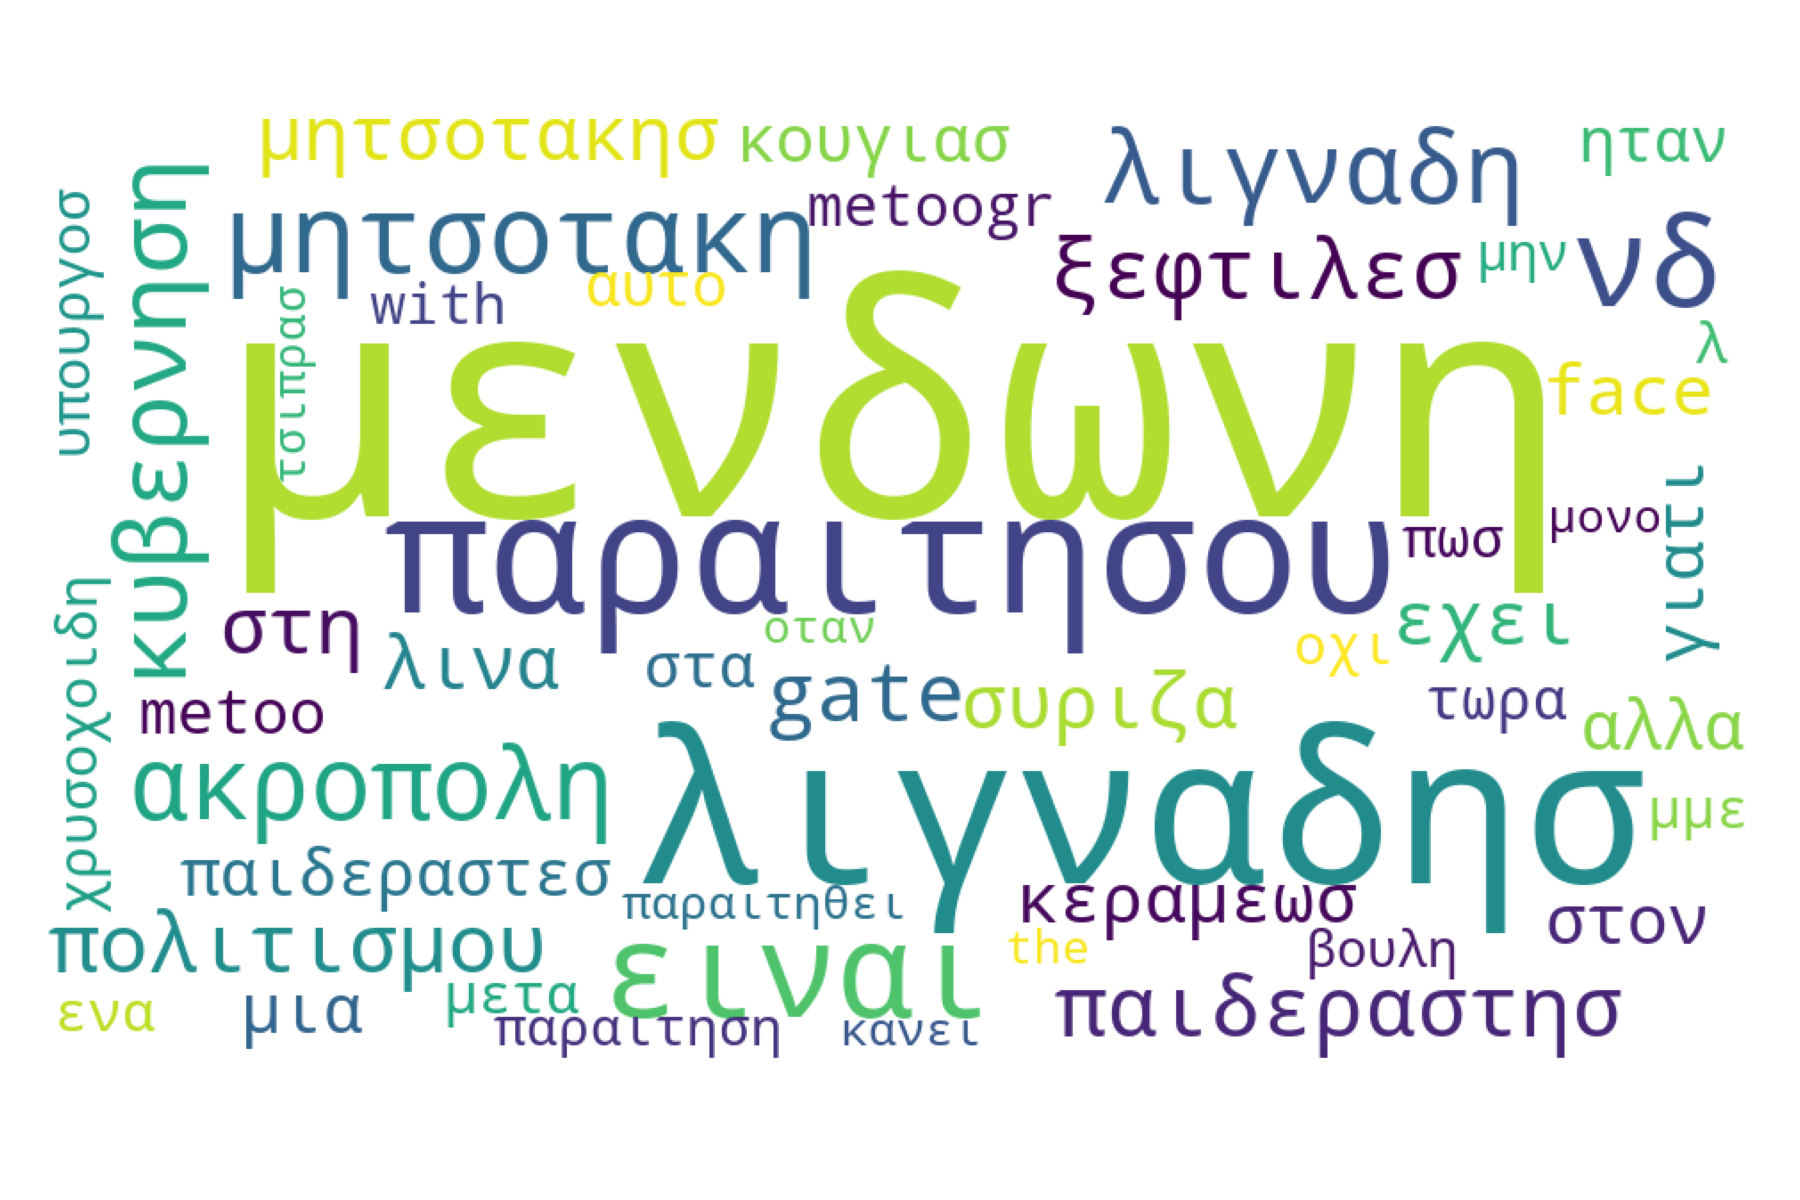 μητσοτακησ
κουγιασ
λιγναδη
ηταν
υπουργοσ
κυβερνηση
μητσοτακη
metoogr
ξεφτιλεσ
μην
νδ
with
αυτο
τσιπρασ
μενδωνη
λ
face
παραιτησου
πωσ
μονο
γιατι
χρυσοχοιδη
στη
λινα
οταν
στα
οχι
εχει
metoo
gate
συριζα
τωρα
αλλα
ακροπολη
λιγναδησ
μμε
παιδεραστεσ
παραιτηθει
κεραμεωσ
στον
πολιτισμου
ειναι
the
βουλη
ενα
μια
μετα
παραιτηση
κανει
παιδεραστησ